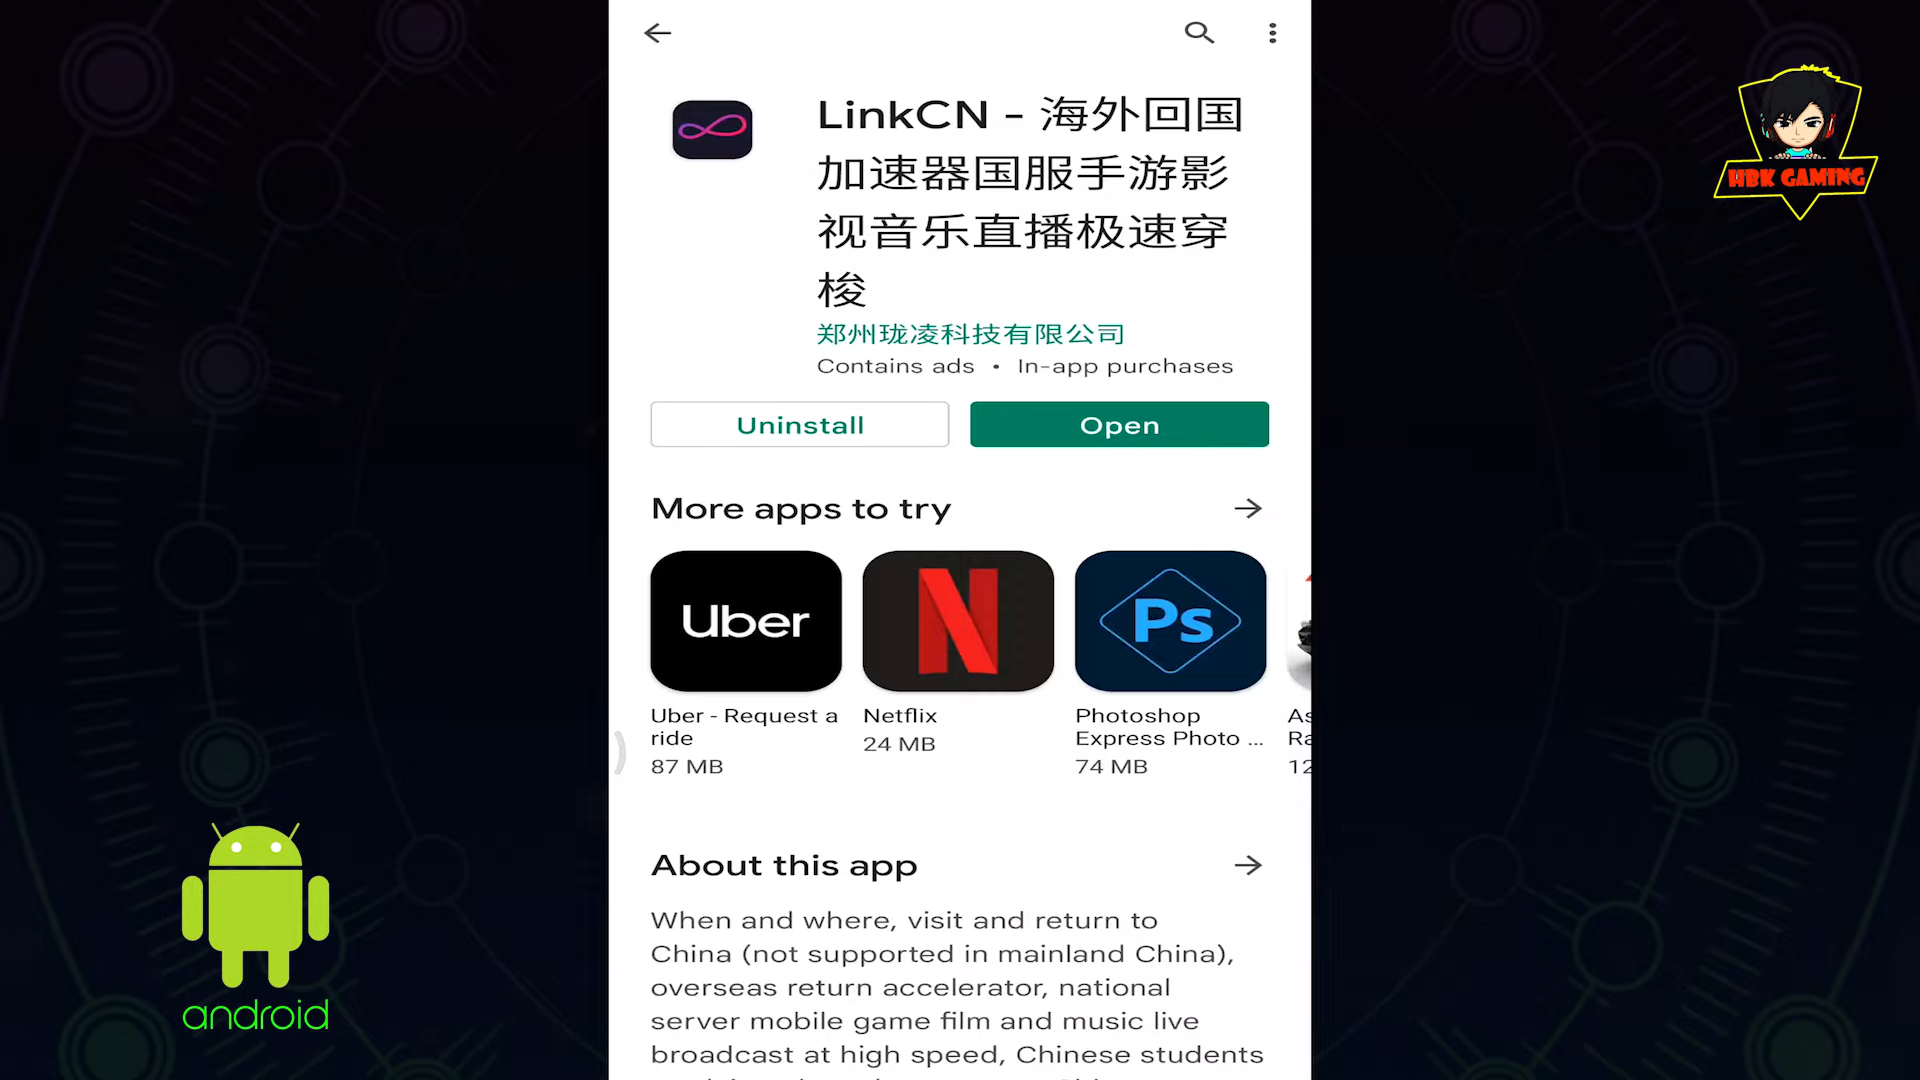 LinkCN - 海外回国
加速器国服手游影
视音乐直播极速穿
梭
郑州珑凌科技有限公司
Contains ads • In-app purchases
Uninstall
Open
More apps to try
Uber
Ps
Uber - Request a
ride
87 MB
Netflix
24 MB
Photoshop
Express Photo ...
74 MB
As
Ra
12
About this app
When and where, visit and return to
China (not supported in mainland China),
overseas return accelerator, national
server mobile game film and music live
broadcast at high speed, Chinese students
HBK GAMING
android